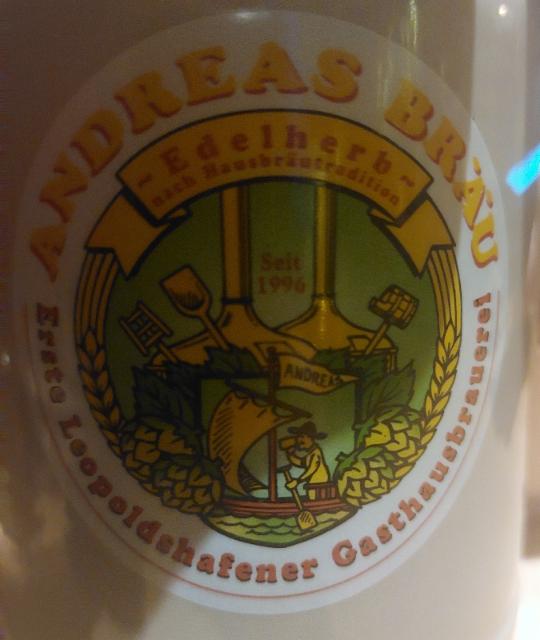 ANDREAS BRÄU
~Edelherb~
nach Hausbräutradition
Seit
1996
ANDREAS
Erste Leopoldshafener Gasthausbrauerei